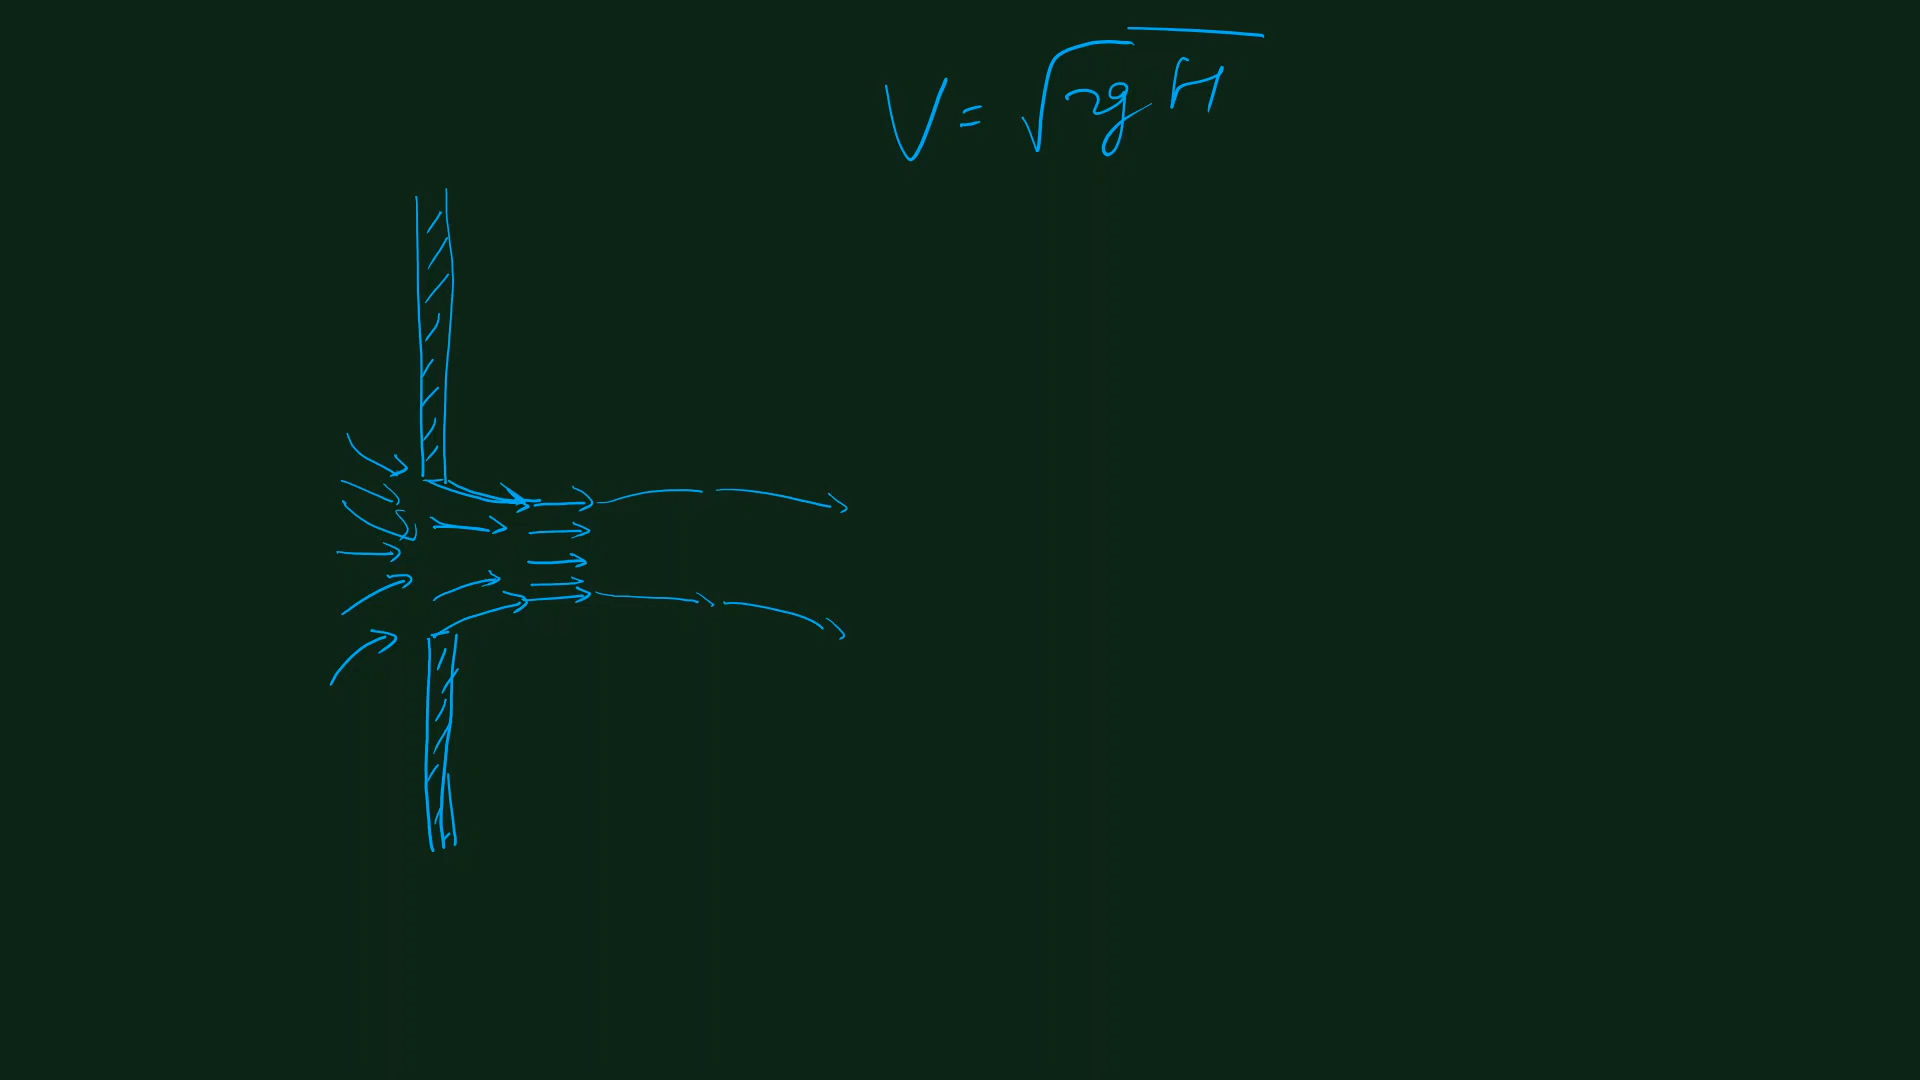 V = √2gH